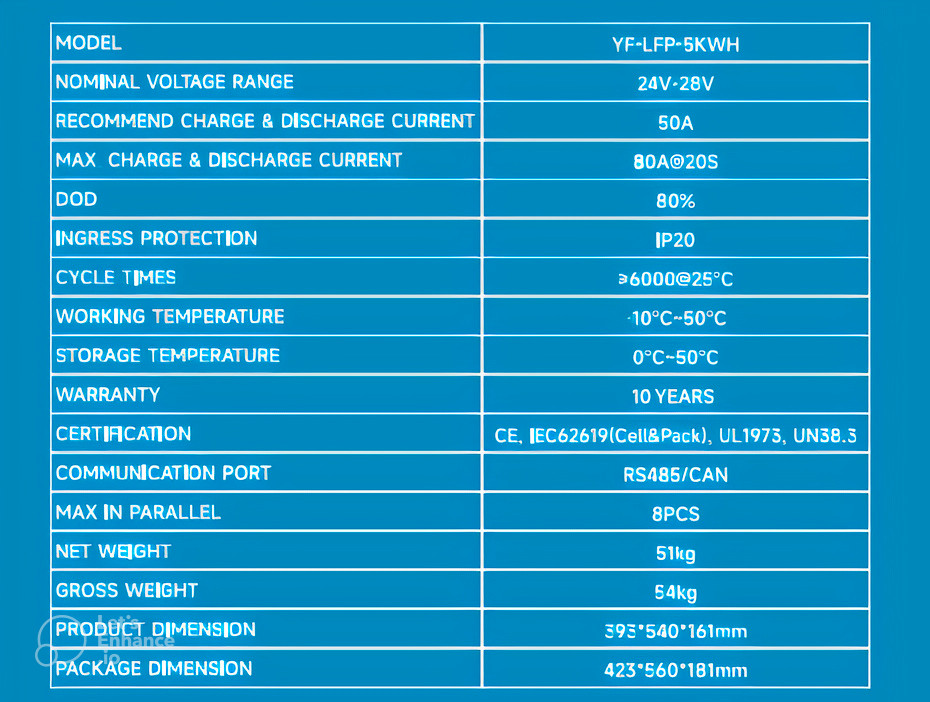 MODEL YF-LFP-5KWH
NOMINAL VOLTAGE RANGE 24V-28V
RECOMMEND CHARGE & DISCHARGE CURRENT 50A
MAX CHARGE & DISCHARGE CURRENT 80A@20S
DOD 80%
INGRESS PROTECTION IP20
CYCLE TIMES ≥6000@25°C
WORKING TEMPERATURE -10°C~50°C
STORAGE TEMPERATURE 0°C~50°C
WARRANTY 10 YEARS
CERTIFICATION CE, IEC62619(Cell&Pack), UL1973, UN38.3
COMMUNICATION PORT RS485/CAN
MAX IN PARALLEL 8PCS
NET WEIGHT 51kg
GROSS WEIGHT 54kg
PRODUCT DIMENSION 393*540*161mm
PACKAGE DIMENSION 423*560*181mm
Let's
Enhance
.io